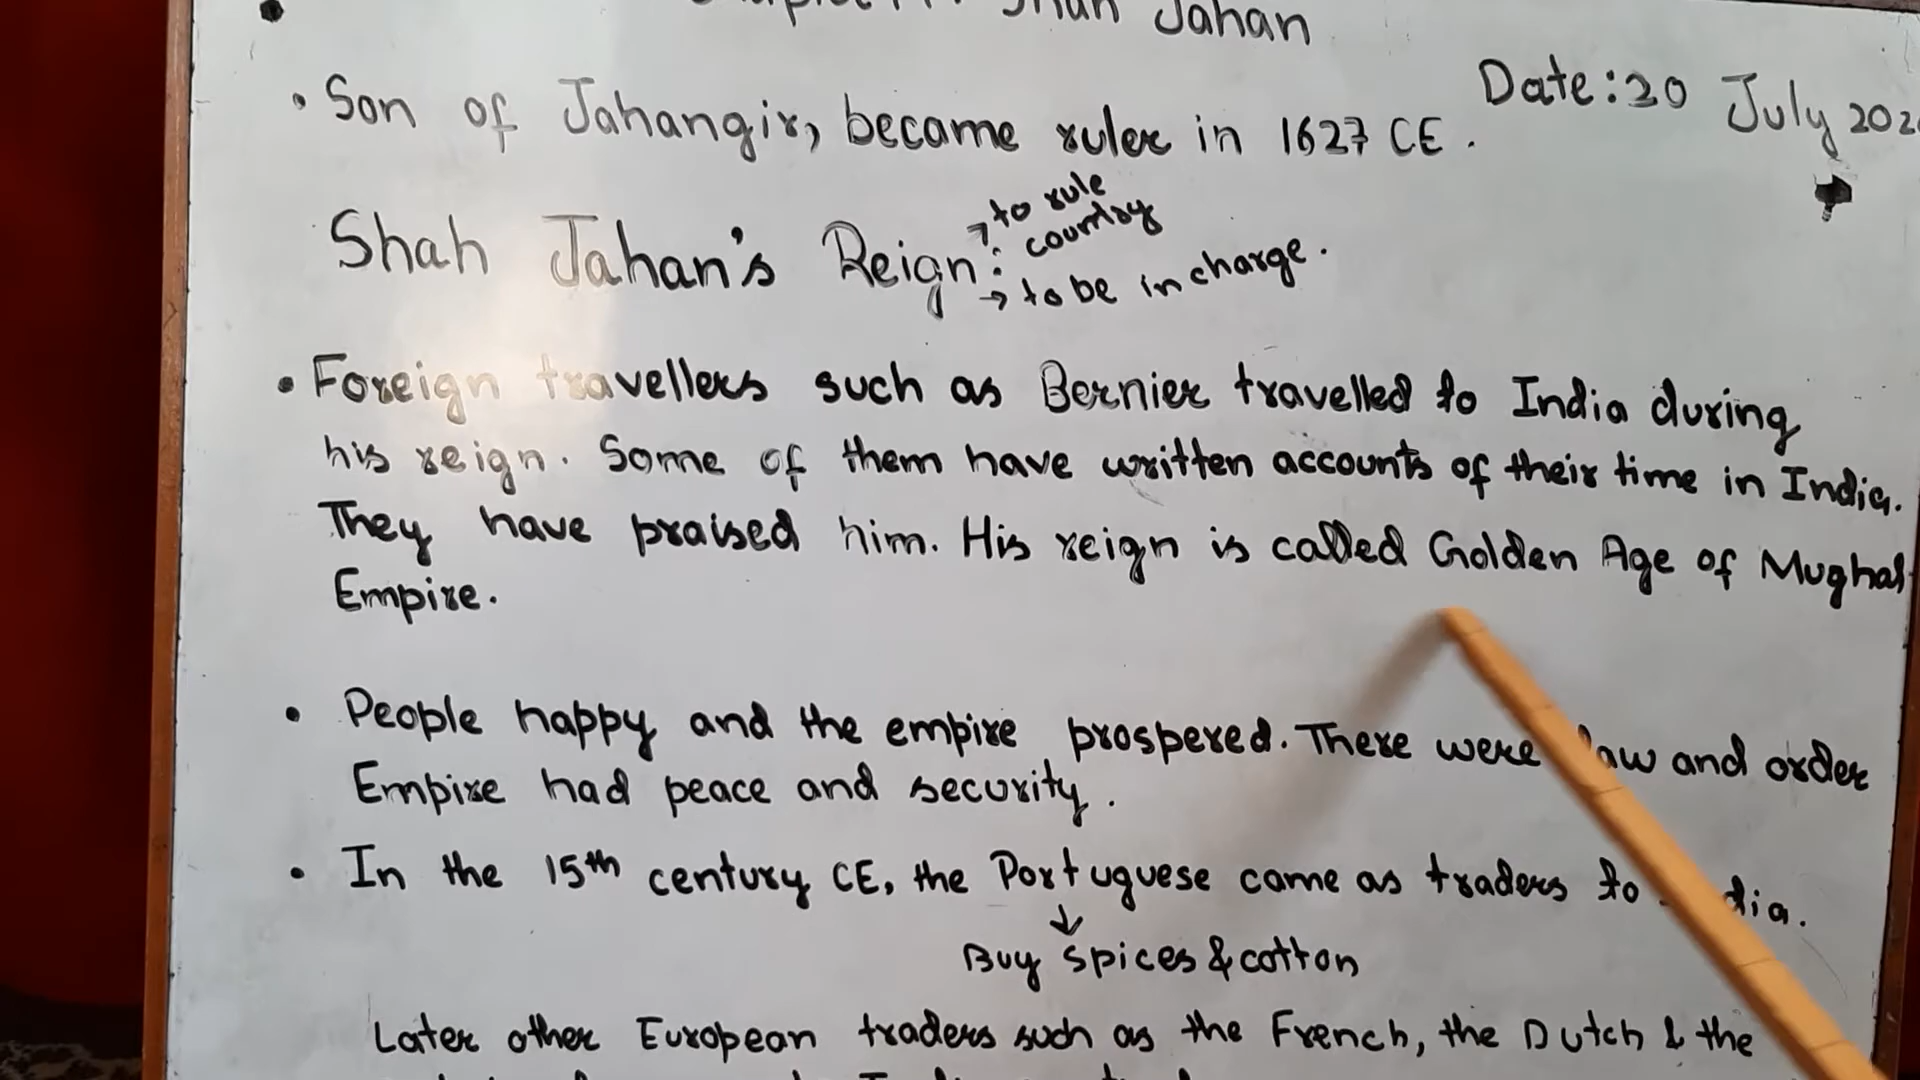 Shah Jahan
Date: 20 July 202
• Son of Jahangir, became ruler in 1627 CE.
Shah Jahan's Reign : → to rule country
→ to be in charge.
• Foreign travellers such as Bernier travelled to India during
his reign. Some of them have written accounts of their time in India.
They have praised him. His reign is called Golden Age of Mughal
Empire.
• People happy and the empire prospered. There were law and order
Empire had peace and security.
• In the 15th century CE, the Portuguese came as traders to India.
↓
Buy spices & cotton
Later other European traders such as the French, the Dutch & the